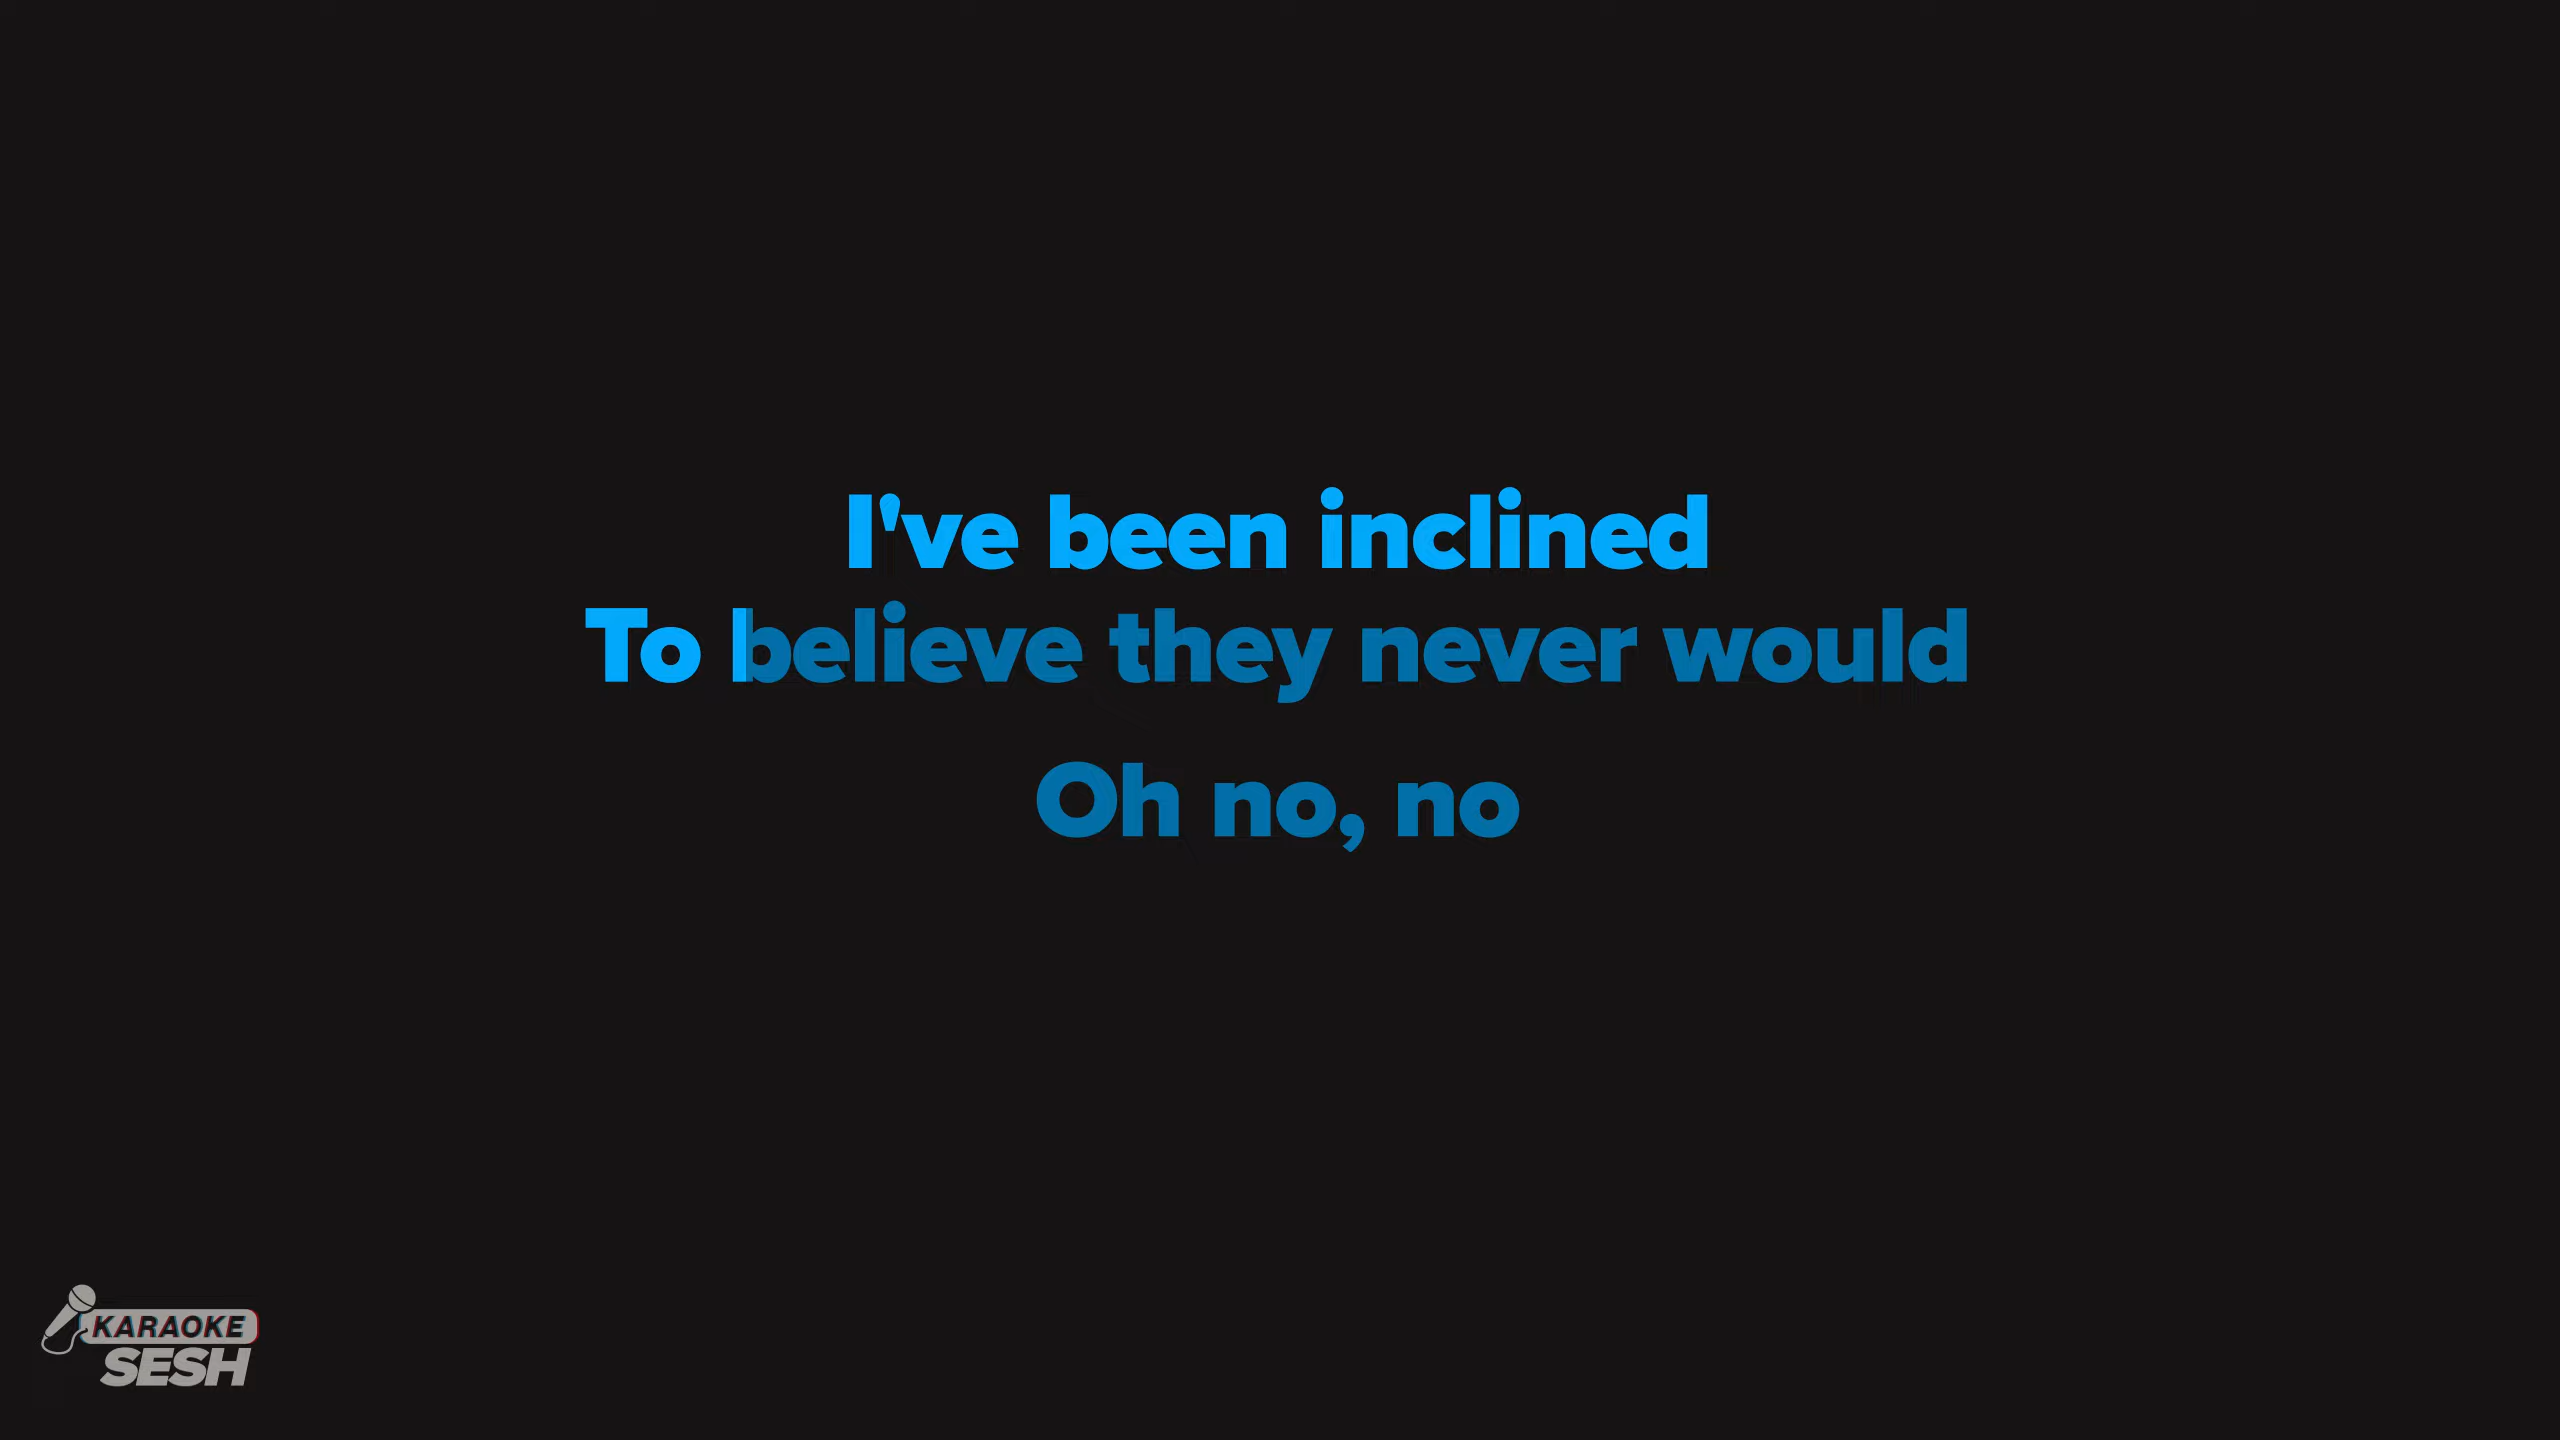 I've been inclined
To believe they never would
Oh no, no
KARAOKE
SESH